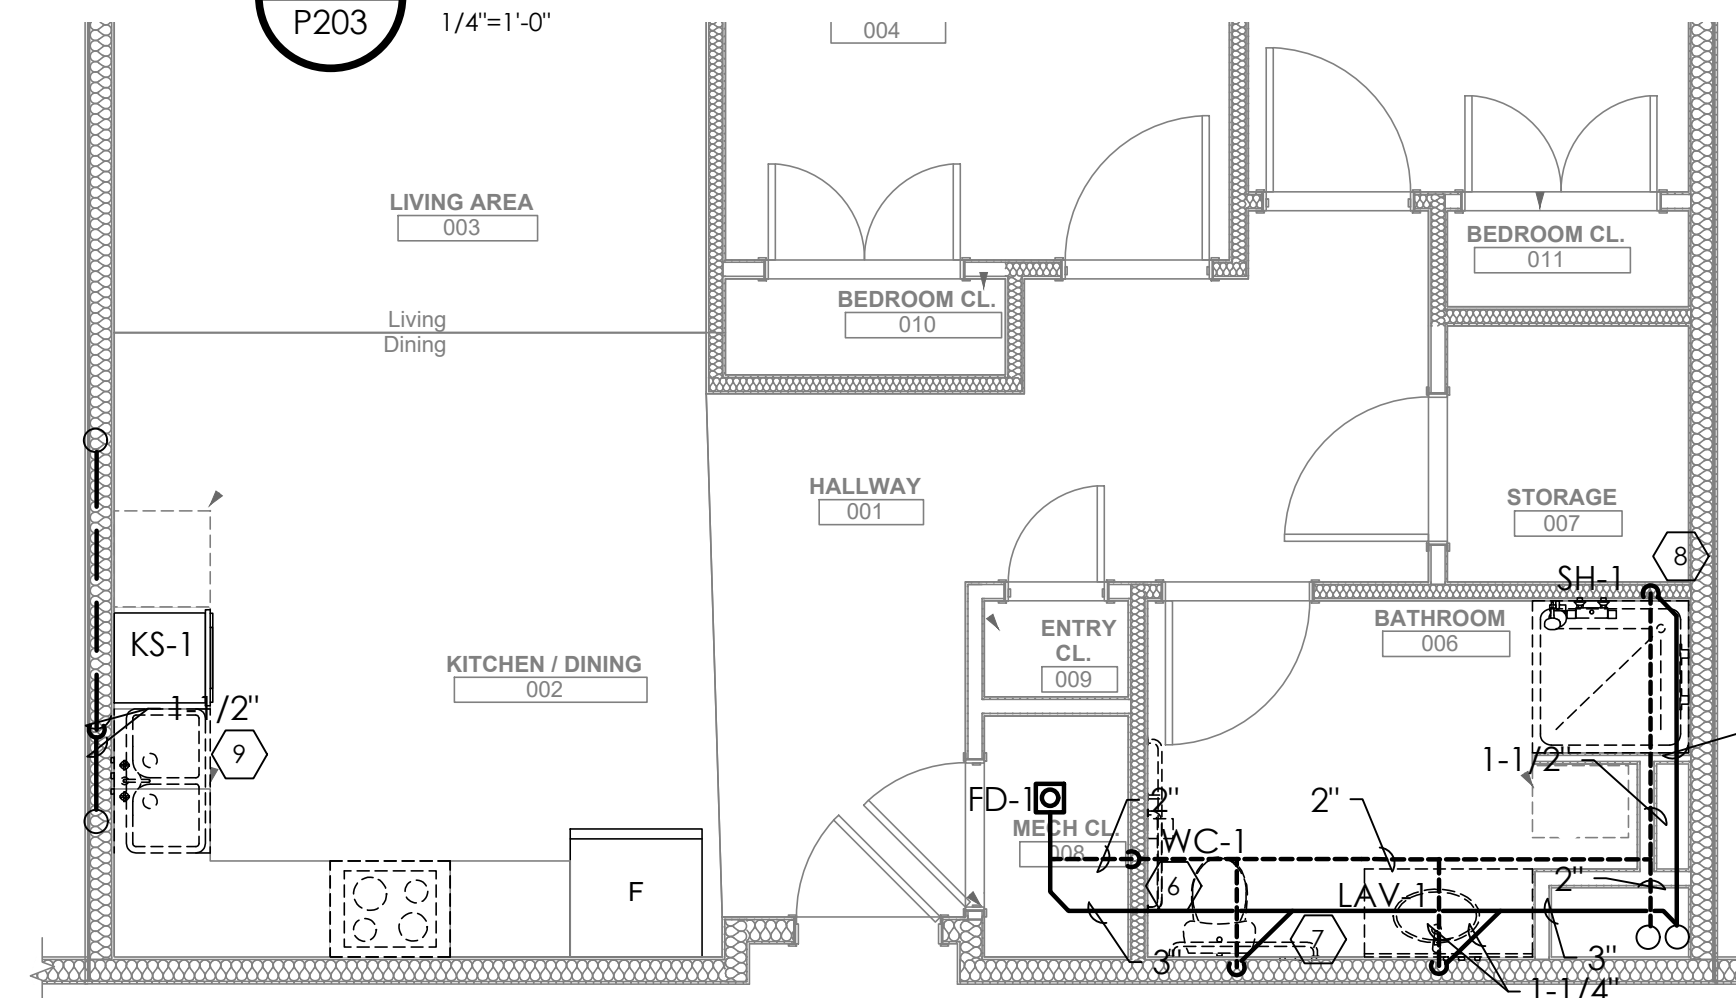 P203
1/4"=1'-0"
004
LIVING AREA
003
BEDROOM CL.
011
BEDROOM CL.
010
Living
Dining
HALLWAY
001
STORAGE
007
8
SH-1
KS-1
ENTRY
CL.
009
BATHROOM
006
KITCHEN / DINING
002
1-1/2"
9
1-1/2"
FD-1
2"
2"
MECH CL.
008
WC-1
6
F
LAV-1
2"
7
3"
3"
1-1/4"